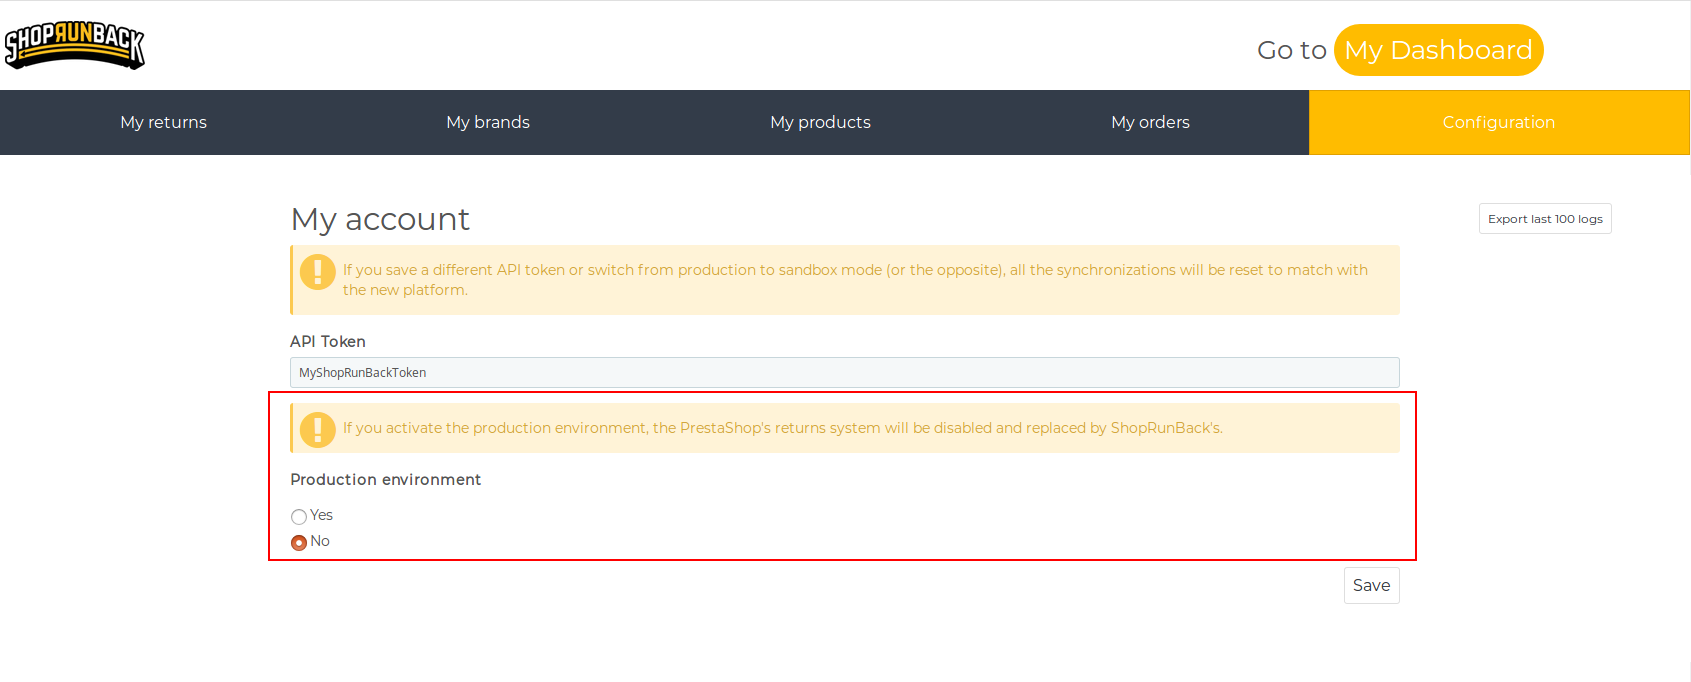 SHOPRUNBACK
Go to My Dashboard
My returns My brands My products My orders Configuration
My account
Export last 100 logs
If you save a different API token or switch from production to sandbox mode (or the opposite), all the synchronizations will be reset to match with
the new platform.
API Token
MyShopRunBackToken
If you activate the production environment, the PrestaShop's returns system will be disabled and replaced by ShopRunBack's.
Production environment
Yes
No
Save